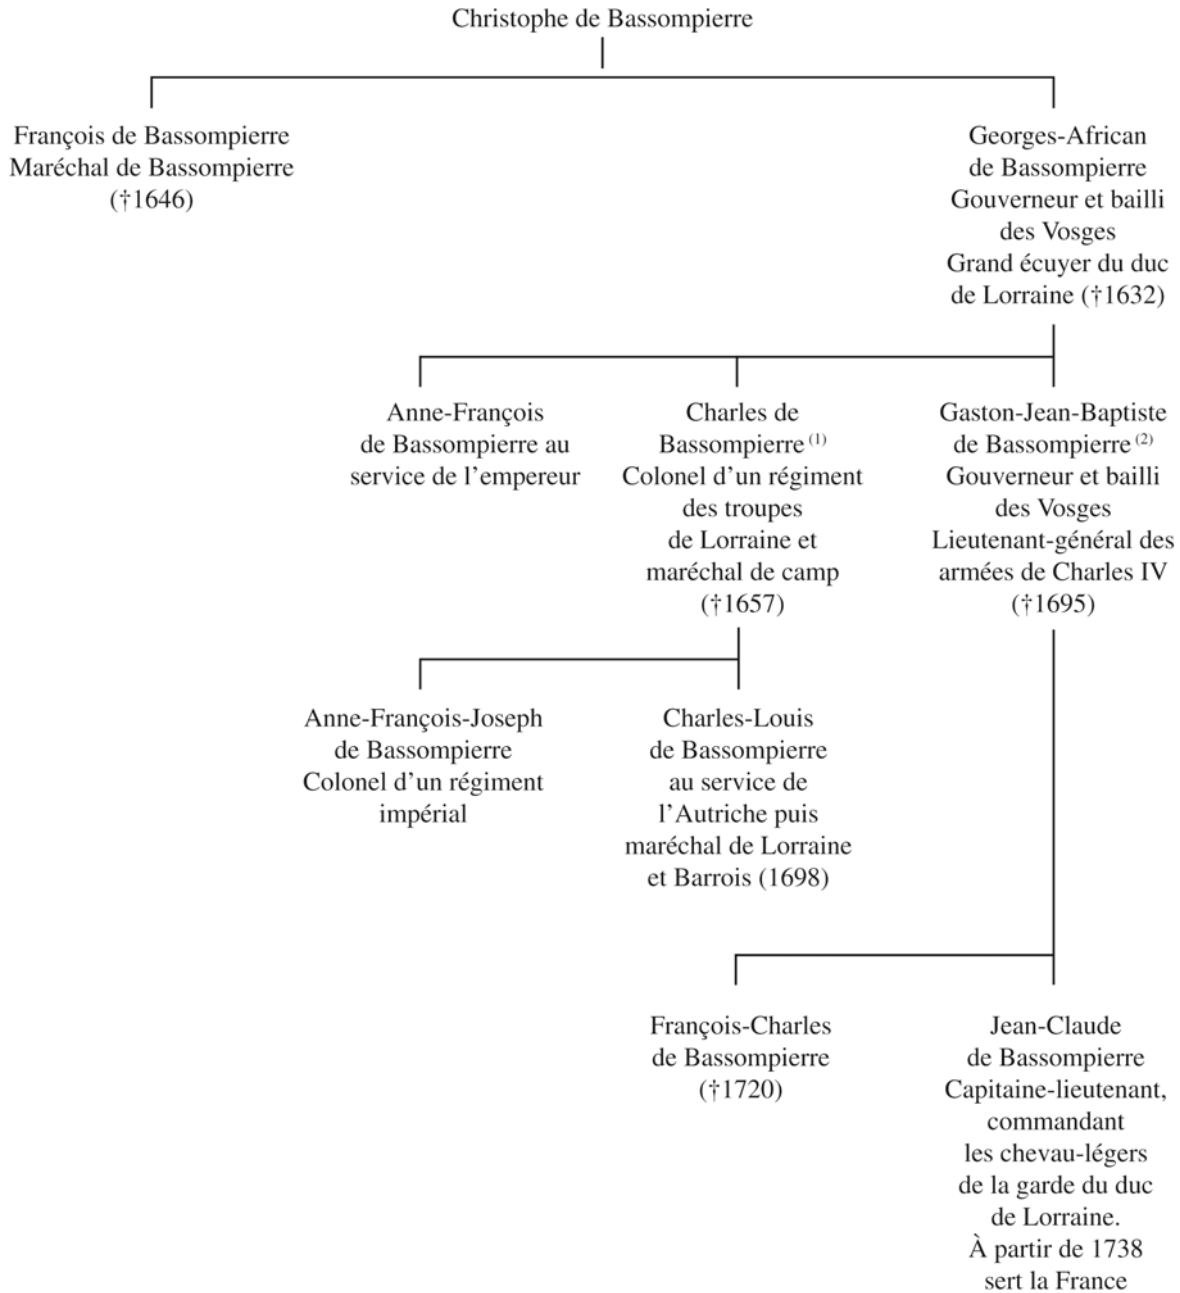 Christophe de Bassompierre
François de Bassompierre
Maréchal de Bassompierre
(†1646)
Georges-African
de Bassompierre
Gouverneur et bailli
des Vosges
Grand écuyer du duc
de Lorraine (†1632)
Anne-François
de Bassompierre au
service de l’empereur
Charles de
Bassompierre (1)
Colonel d’un régiment
des troupes
de Lorraine et
maréchal de camp
(†1657)
Gaston-Jean-Baptiste
de Bassompierre (2)
Gouverneur et bailli
des Vosges
Lieutenant-général des
armées de Charles IV
(†1695)
Anne-François-Joseph
de Bassompierre
Colonel d’un régiment
impérial
Charles-Louis
de Bassompierre
au service de
l’Autriche puis
maréchal de Lorraine
et Barrois (1698)
François-Charles
de Bassompierre
(†1720)
Jean-Claude
de Bassompierre
Capitaine-lieutenant,
commandant
les chevau-légers
de la garde du duc
de Lorraine.
À partir de 1738
sert la France